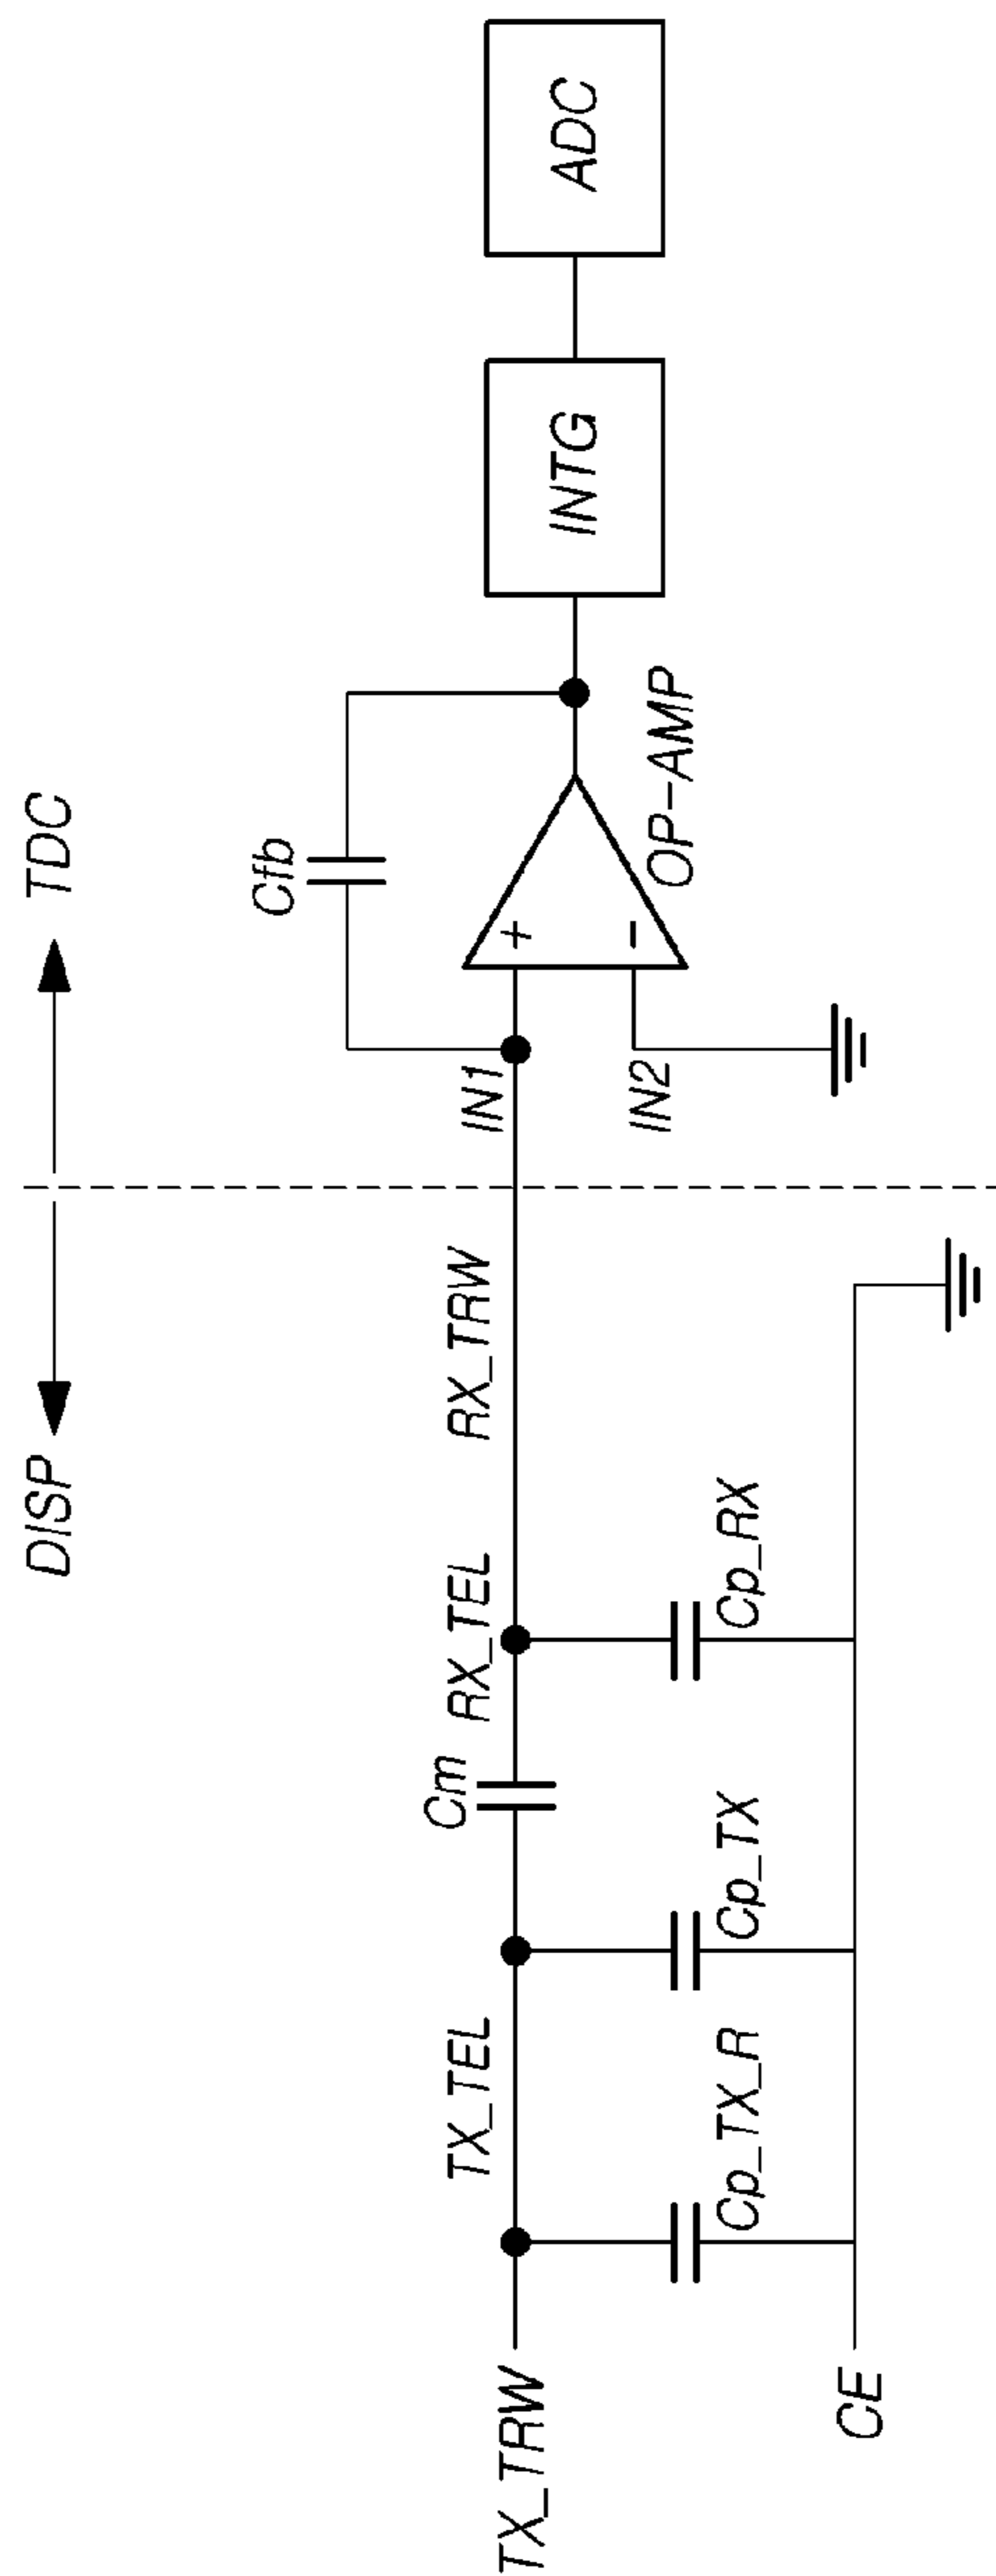 DISP
TDC
Cfb
TX_TRW
TX_TEL
Cm
RX_TEL
RX_TRW
IN1
+
-
IN2
OP-AMP
INTG
ADC
Cp_TX_R
Cp_TX
Cp_RX
CE